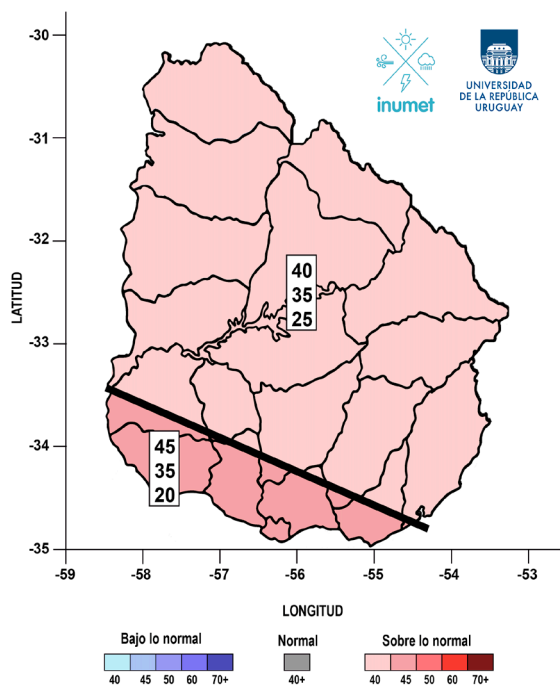 -30
-31
-32
-33
-34
-35
LATITUD
inumet
UNIVERSIDAD
DE LA REPÚBLICA
URUGUAY
40
35
25
45
35
20
-59 -58 -57 -56 -55 -54 -53
LONGITUD
Bajo lo normal Normal Sobre lo normal
40 45 50 60 70+ 40+ 40 45 50 60 70+